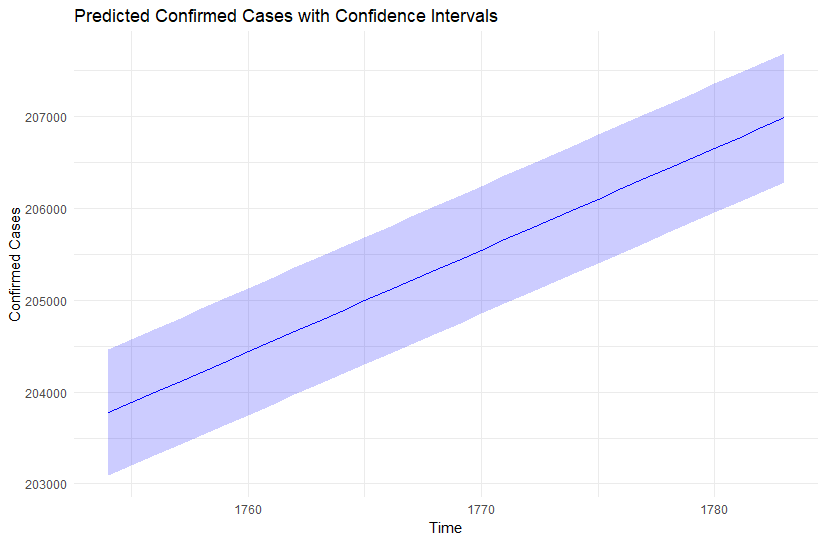 Predicted Confirmed Cases with Confidence Intervals
Confirmed Cases
207000
206000
205000
204000
203000
1760
1770
1780
Time